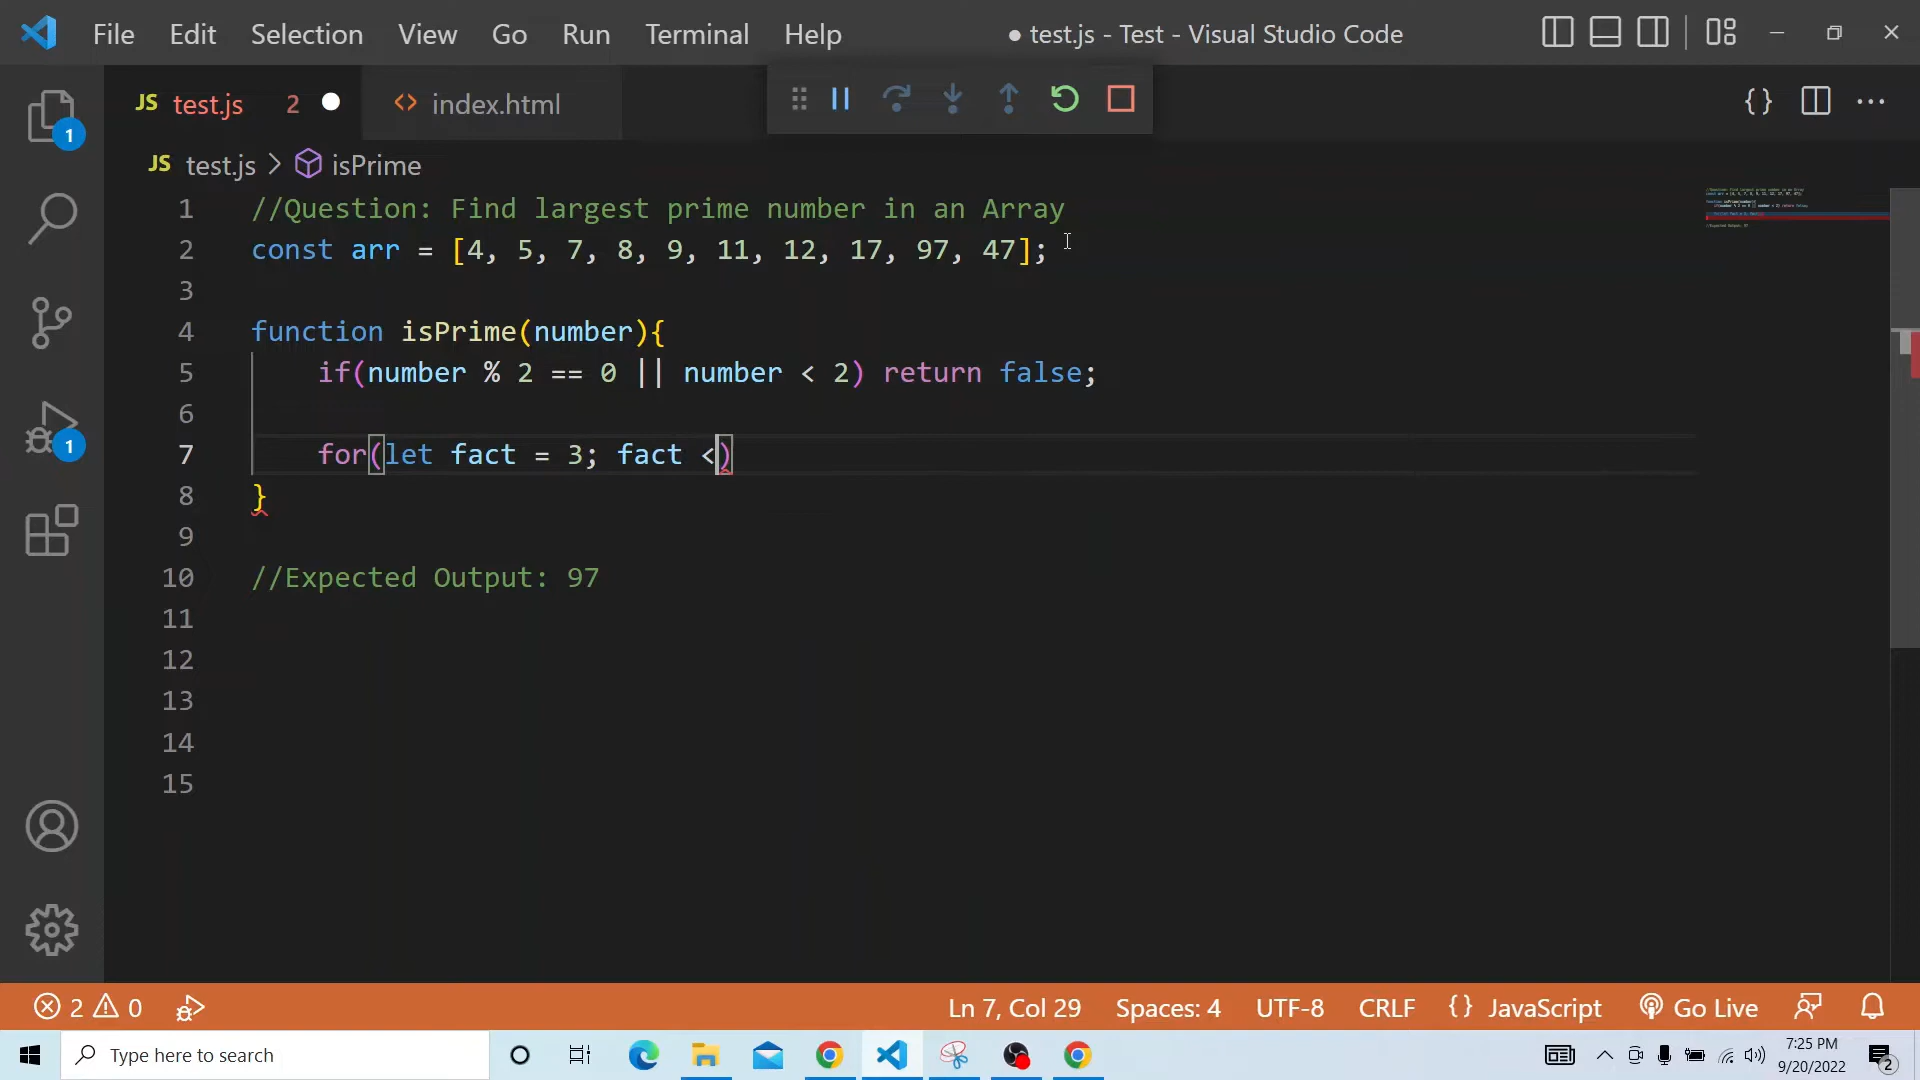 File Edit Selection View Go Run Terminal Help ● test.js - Test - Visual Studio Code
JS test.js 2 ● <> index.html
JS test.js > isPrime
1 //Question: Find largest prime number in an Array
2 const arr = [4, 5, 7, 8, 9, 11, 12, 17, 97, 47];
3
4 function isPrime(number){
5 if(number % 2 == 0 || number < 2) return false;
6
7 for(let fact = 3; fact <)
8 }
9
10 //Expected Output: 97
11
12
13
14
15
1
1
2 0 Ln 7, Col 29 Spaces: 4 UTF-8 CRLF {} JavaScript Go Live
Type here to search 7:25 PM
9/20/2022 2